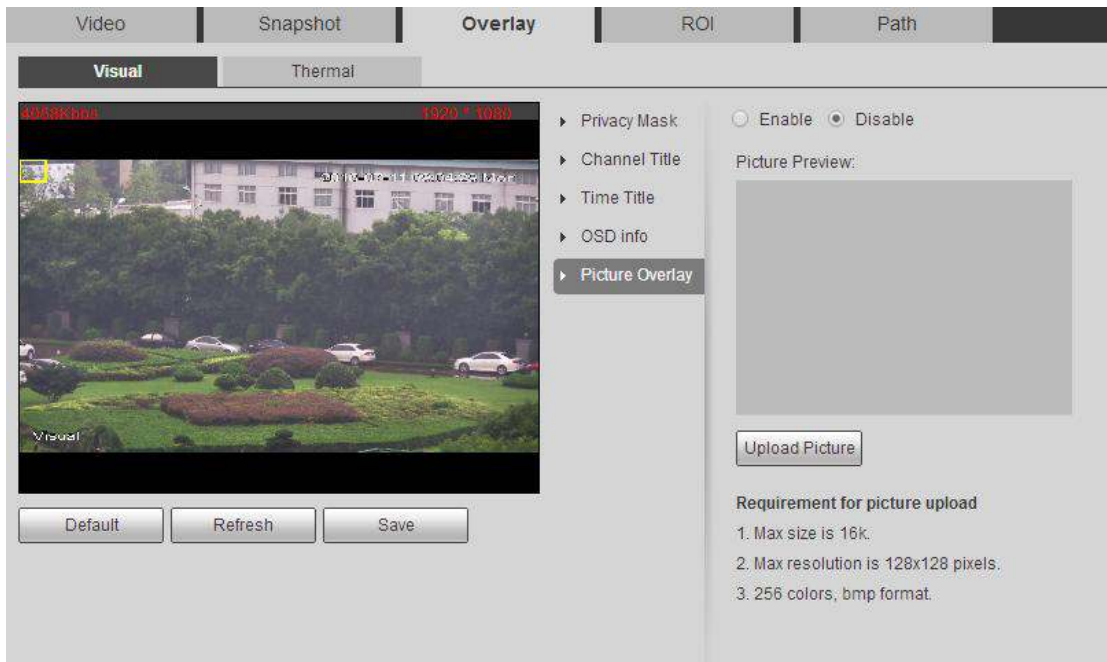 Video
Snapshot
Overlay
ROI
Path
Visual
Thermal
1920 * 1080
Privacy Mask
Channel Title
Time Title
OSD info
Picture Overlay
Enable
Disable
Picture Preview:
Visual
Upload Picture
Default
Refresh
Save
Requirement for picture upload
1. Max size is 16k.
2. Max resolution is 128x128 pixels.
3. 256 colors, bmp format.